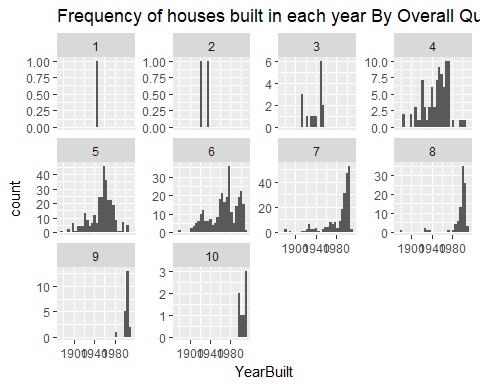 Frequency of houses built in each year By Overall Qu
1 2 3 4
1.00 0.75 0.50 0.25 0.00
1.00 0.75 0.50 0.25 0.00
6 4 2 0
10.0 7.5 5.0 2.5 0.0
5 6 7 8
40 30 20 10 0
30 20 10 0
40 20 0
30 20 10 0
1900 1940 1980
1900 1940 1980
9 10
10 5 0
3 2 1 0
1900 1940 1980
1900 1940 1980
count
YearBuilt